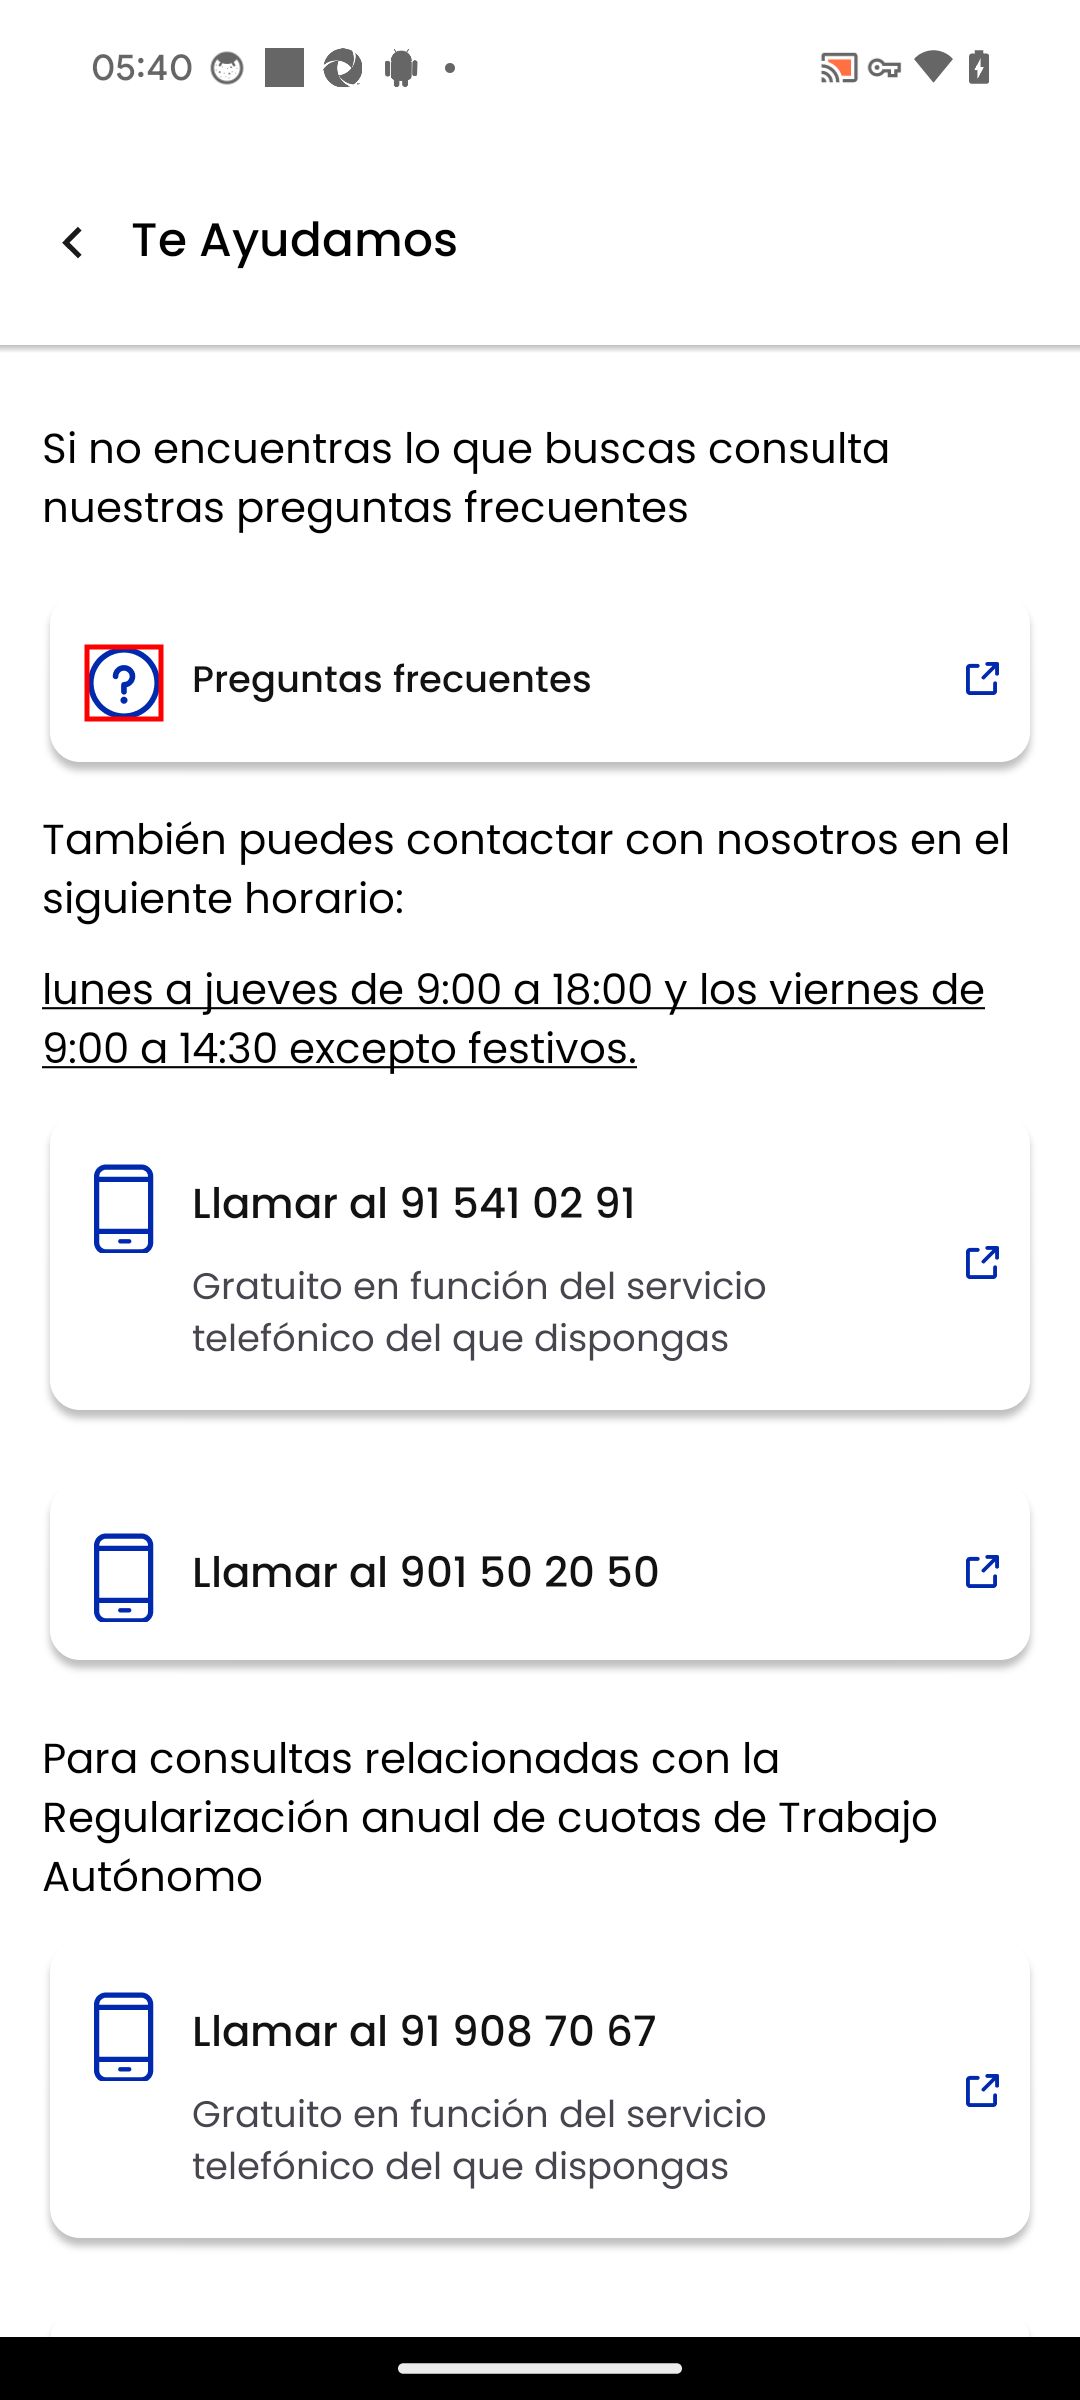 05:40
Te Ayudamos
Si no encuentras lo que buscas consulta
nuestras preguntas frecuentes
Preguntas frecuentes
También puedes contactar con nosotros en el
siguiente horario:
lunes a jueves de 9:00 a 18:00 y los viernes de
9:00 a 14:30 excepto festivos.
Llamar al 91 541 02 91
Gratuito en función del servicio
telefónico del que dispongas
Llamar al 901 50 20 50
Para consultas relacionadas con la
Regularización anual de cuotas de Trabajo
Autónomo
Llamar al 91 908 70 67
Gratuito en función del servicio
telefónico del que dispongas